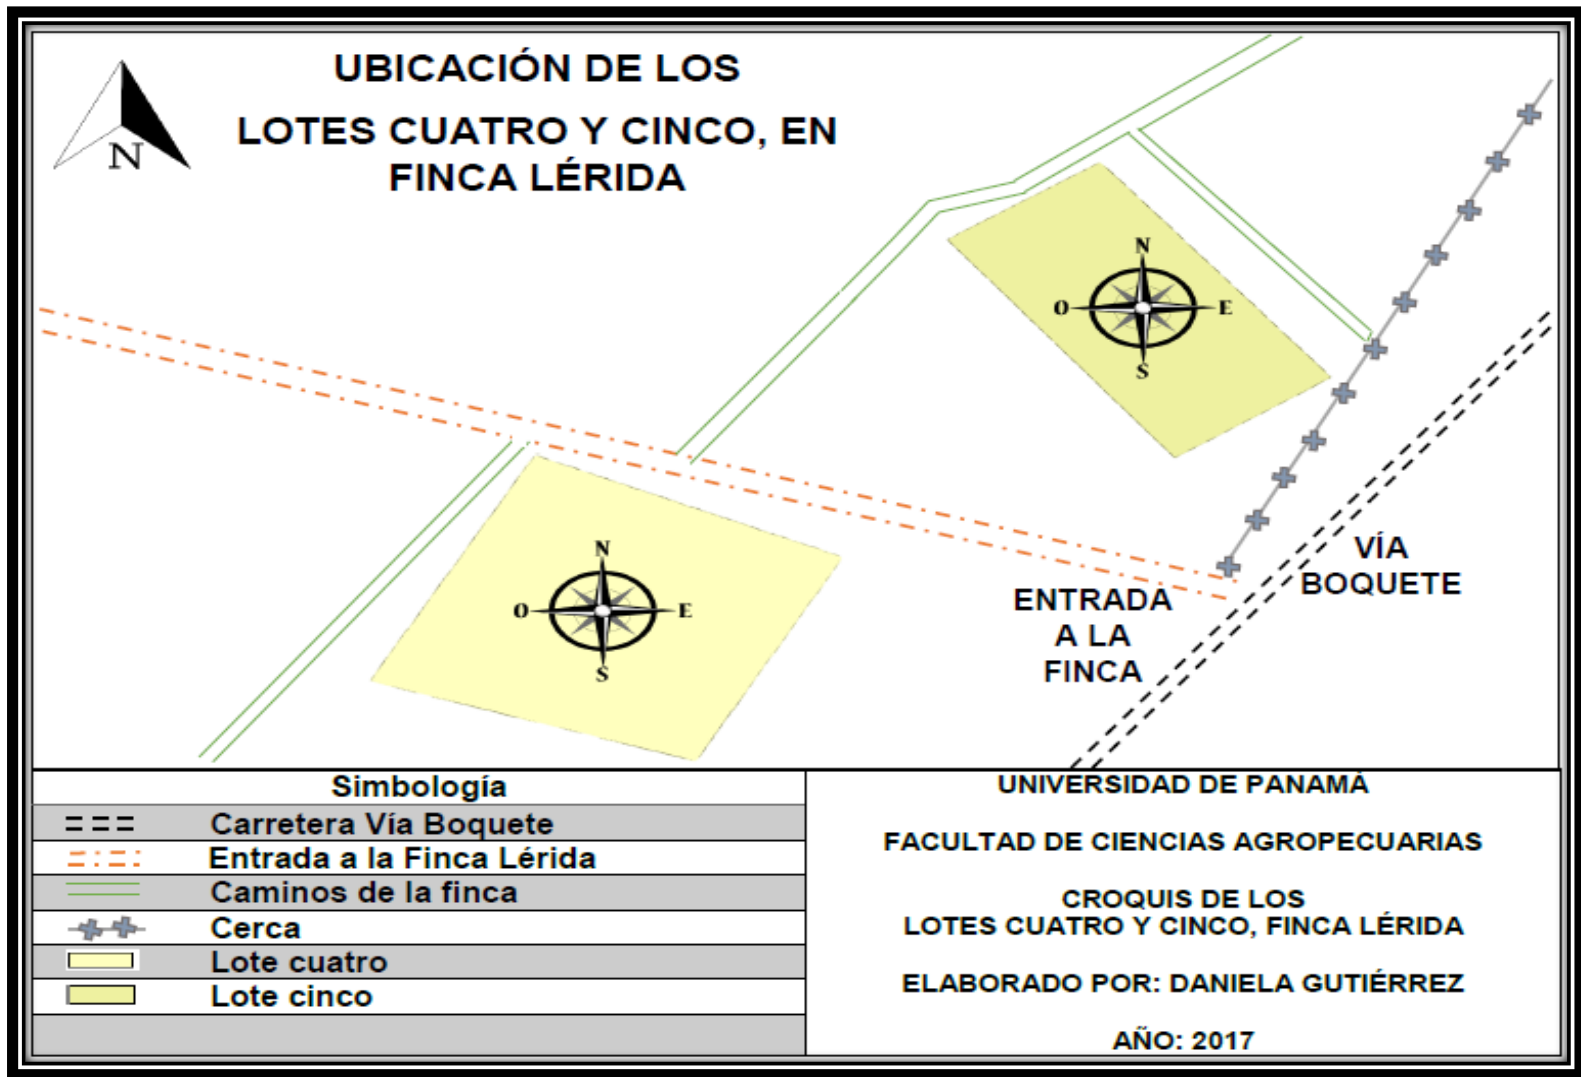 UBICACIÓN DE LOS
LOTES CUATRO Y CINCO, EN
FINCA LÉRIDA
N
N
O
E
S
N
O
E
S
VÍA
BOQUETE
ENTRADA
A LA
FINCA
Simbología
Carretera Vía Boquete
Entrada a la Finca Lérida
Caminos de la finca
Cerca
Lote cuatro
Lote cinco
UNIVERSIDAD DE PANAMÁ
FACULTAD DE CIENCIAS AGROPECUARIAS
CROQUIS DE LOS
LOTES CUATRO Y CINCO, FINCA LÉRIDA
ELABORADO POR: DANIELA GUTIÉRREZ
AÑO: 2017